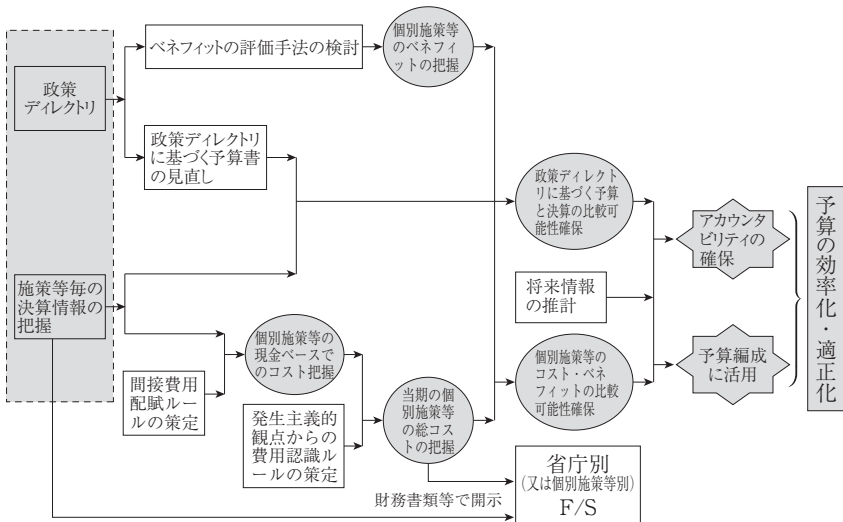 ベネフィットの評価手法の検討
個別施策等
のベネフィ
ットの把握
政策
ディレクトリ
政策ディレクトリ
に基づく予算書
の見直し
政策ディレクト
リに基づく予算
と決算の比較可
能性確保
アカウンタ
ビリティの
確保
予算の効率化・適正化
施策等毎の
決算情報の
把握
将来情報
の推計
個別施策等の
現金ベースで
のコスト把握
個別施策等の
コスト・ベネ
フィットの比較
可能性確保
予算編成
に活用
間接費用
配賦ルー
ルの策定
発生主義的
観点からの
費用認識ル
ールの策定
当期の個
別施策等
の総コス
トの把握
省庁別
(又は個別施策等別)
F/S
財務書類等で開示